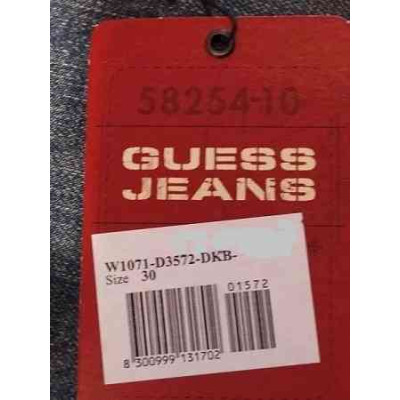 58254-10
GUESS
JEANS
W1071-D3572-DKB-
Size 30
01572
8 300999 131702